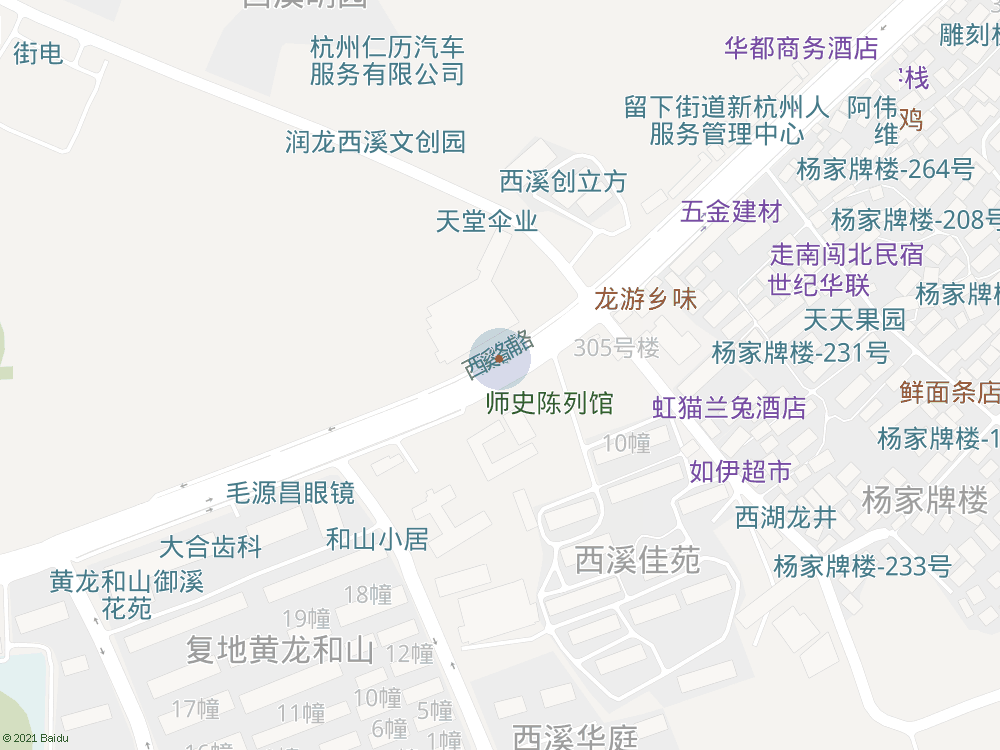 街电
杭州仁历汽车
服务有限公司
华都商务酒店
栈
留下街道新杭州人
服务管理中心
阿伟
维
鸡
润龙西溪文创园
杨家牌楼-264号
西溪创立方
天堂伞业
五金建材
杨家牌楼-208号
走南闯北民宿
世纪华联
龙游乡味
杨家牌
天天果园
305号楼
杨家牌楼-231号
师史陈列馆
虹猫兰兔酒店
鲜面条店
10幢
杨家牌楼-1
如伊超市
毛源昌眼镜
杨家牌楼
西湖龙井
大合齿科
和山小居
西溪佳苑
杨家牌楼-233号
黄龙和山御溪
花苑
18幢
19幢
复地黄龙和山
12幢
10幢
17幢
11幢
5幢
6幢
1幢
西溪华庭
16幢
© 2021 Baidu